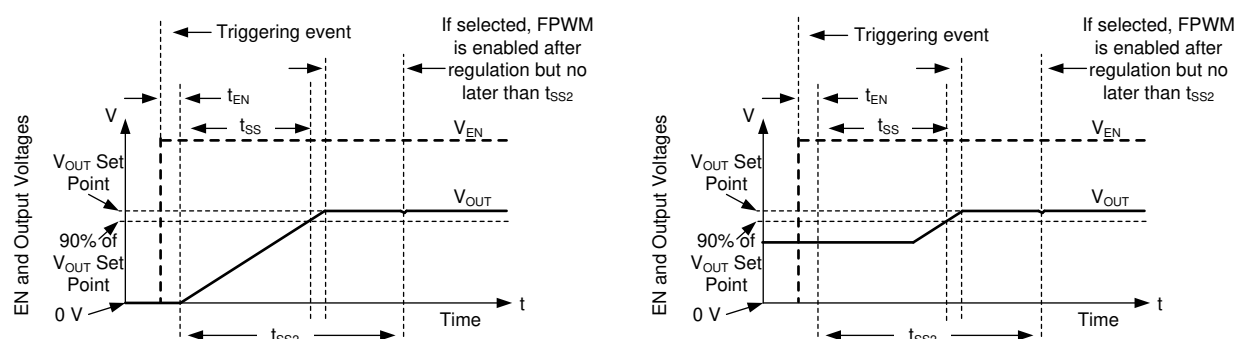 Triggering event
If selected, FPWM
is enabled after
regulation but no
later than tSS2
tEN
V
tSS
VEN
VOUT Set
Point
VOUT
90% of
VOUT Set
Point
0 V
t
Time
tSS2
EN and Output Voltages
Triggering event
If selected, FPWM
is enabled after
regulation but no
later than tSS2
tEN
V
tSS
VEN
VOUT Set
Point
VOUT
90% of
VOUT Set
Point
0 V
t
Time
tSS2
EN and Output Voltages